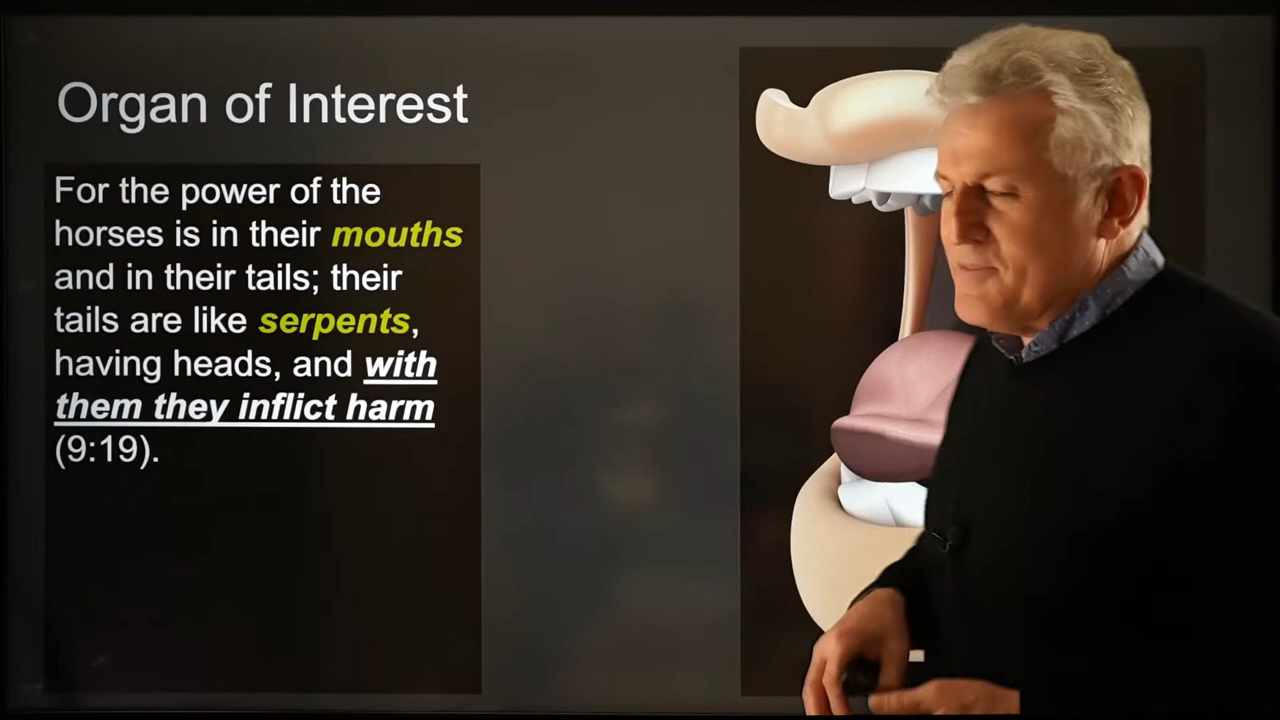 Organ of Interest
For the power of the
horses is in their mouths
and in their tails; their
tails are like serpents,
having heads, and with
them they inflict harm
(9:19).